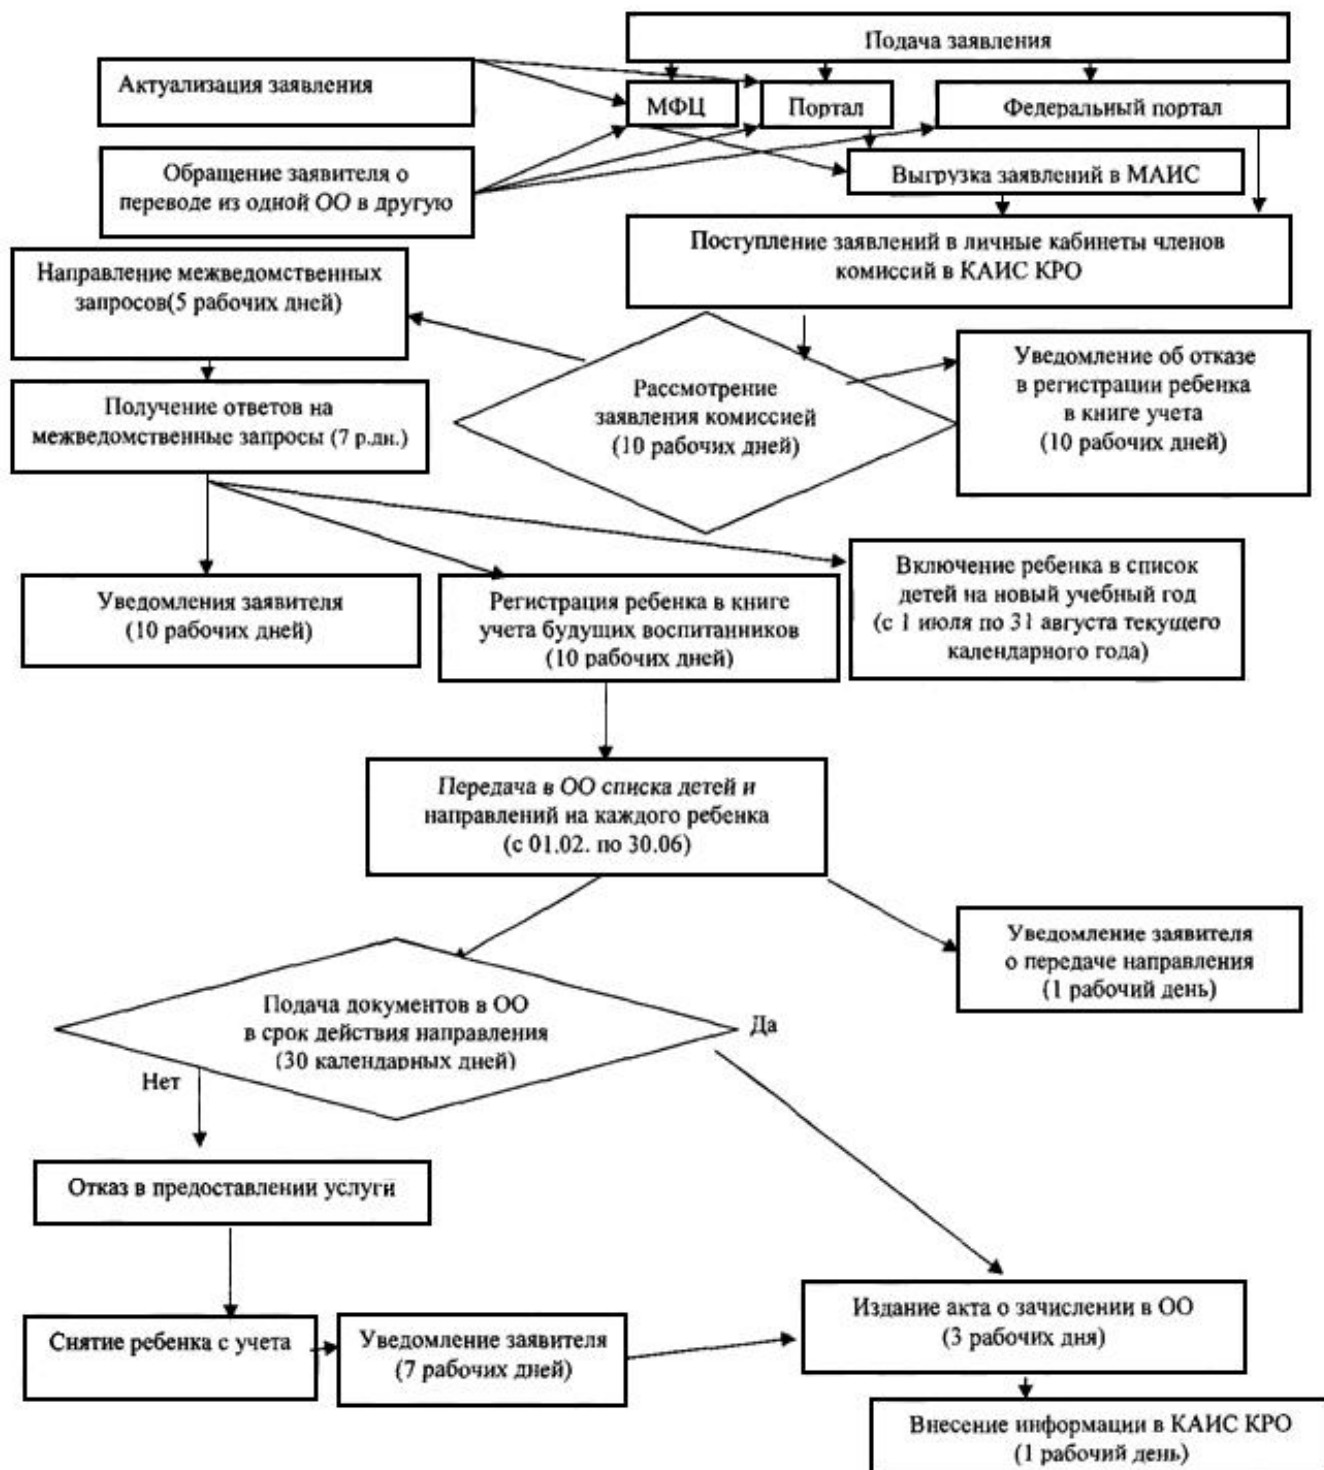 Подача заявления
Актуализация заявления
МФЦ
Портал
Федеральный портал
Обращение заявителя о
переводе из одной ОО в другую
Выгрузка заявлений в МАИС
Поступление заявлений в личные кабинеты членов
комиссий в КАИС КРО
Направление межведомственных
запросов(5 рабочих дней)
Рассмотрение
заявления комиссией
(10 рабочих дней)
Уведомление об отказе
в регистрации ребенка
в книге учета
(10 рабочих дней)
Получение ответов на
межведомственные запросы (7 р.дн.)
Уведомления заявителя
(10 рабочих дней)
Регистрация ребенка в книге
учета будущих воспитанников
(10 рабочих дней)
Включение ребенка в список
детей на новый учебный год
(с 1 июля по 31 августа текущего
календарного года)
Передача в ОО списка детей и
направлений на каждого ребенка
(с 01.02. по 30.06)
Уведомление заявителя
о передаче направления
(1 рабочий день)
Подача документов в ОО
в срок действия направления
(30 календарных дней)
Да
Нет
Отказ в предоставлении услуги
Снятие ребенка с учета
Уведомление заявителя
(7 рабочих дней)
Издание акта о зачислении в ОО
(3 рабочих дня)
Внесение информации в КАИС КРО
(1 рабочий день)